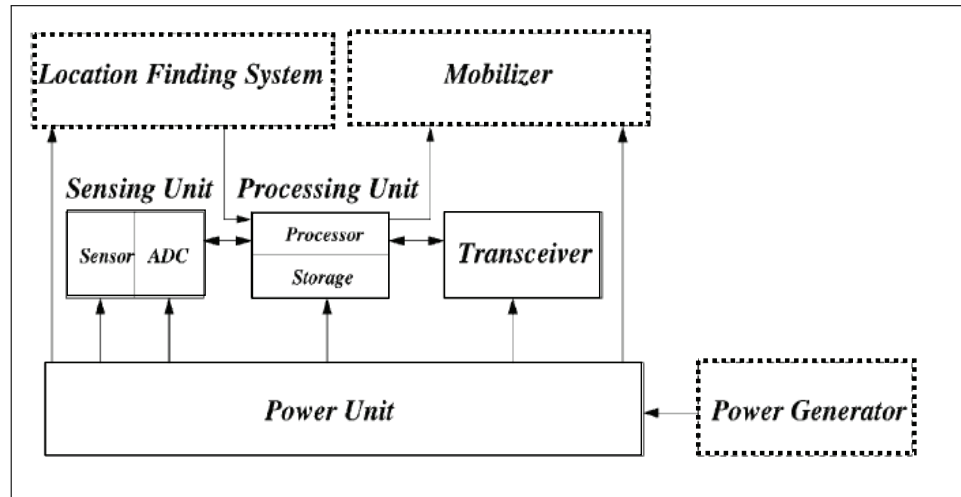 Location Finding System
Mobilizer
Sensing Unit
Processing Unit
Sensor
ADC
Processor
Storage
Transceiver
Power Unit
Power Generator